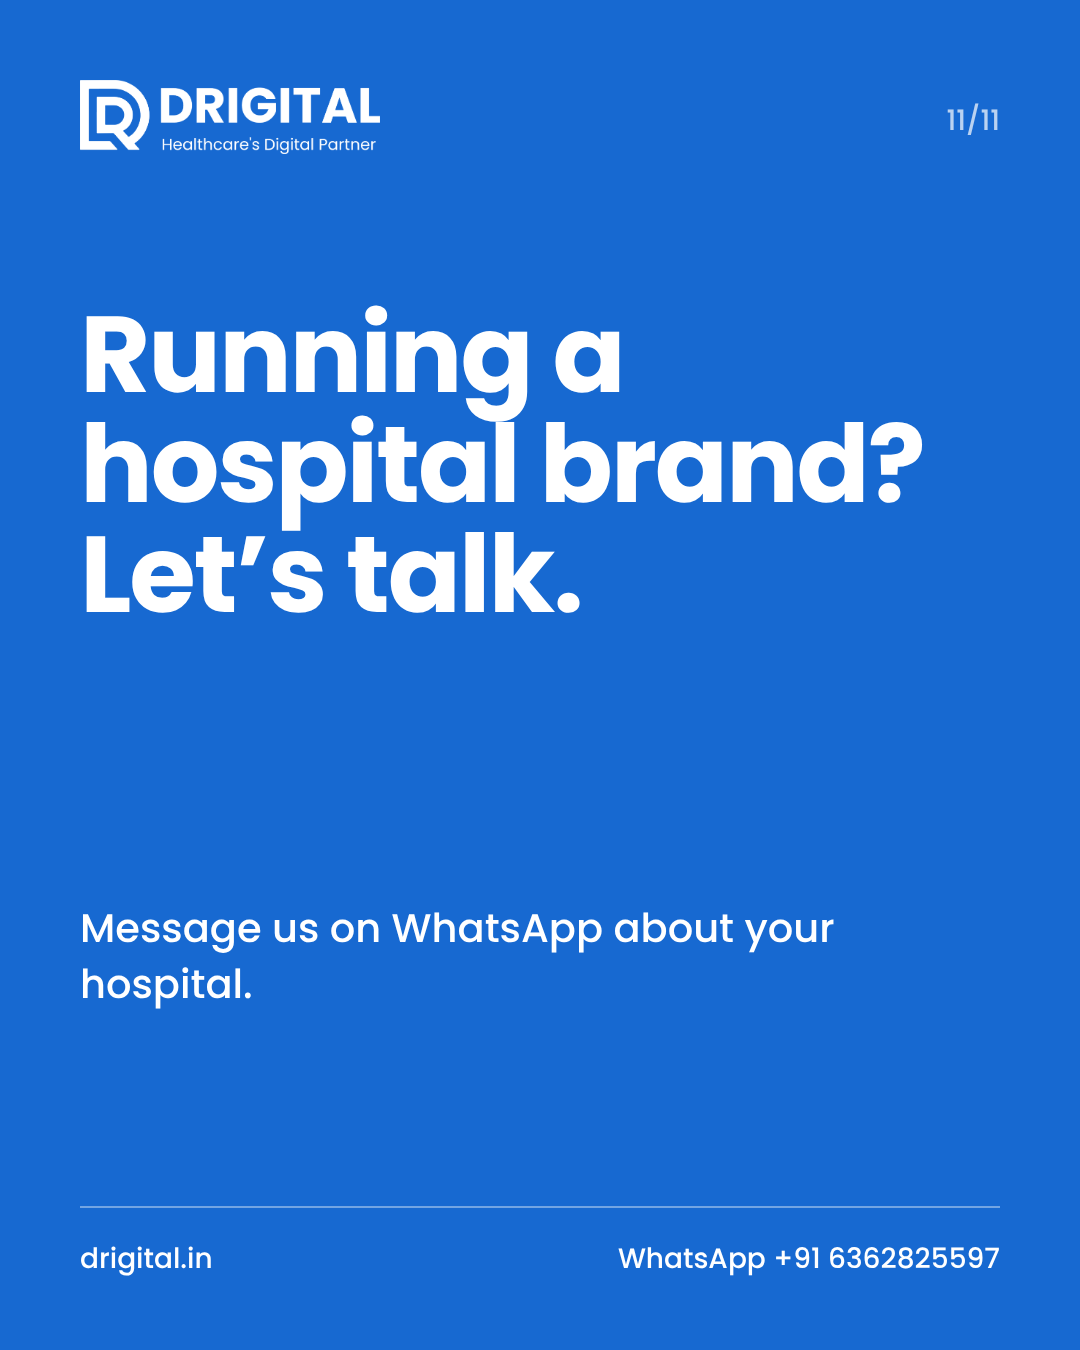 DRIGITAL
Healthcare's Digital Partner
11/11
Running a
hospital brand?
Let’s talk.
Message us on WhatsApp about your
hospital.
drigital.in
WhatsApp +91 6362825597